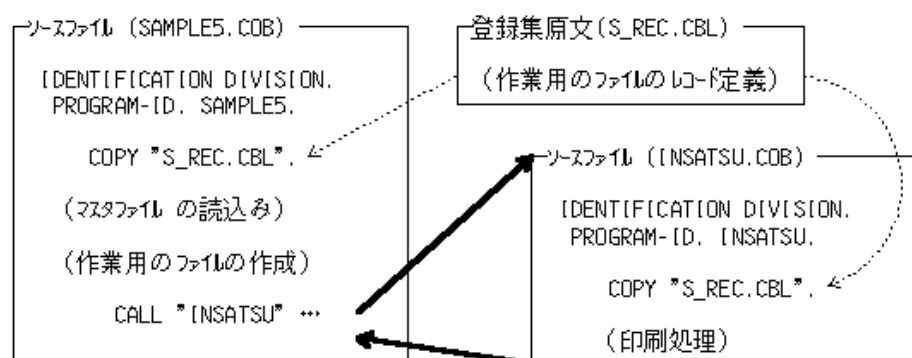 ソースファイル (SAMPLE5.COB)
IDENTIFICATION DIVISION.
PROGRAM-ID. SAMPLE5.
COPY "S_REC.CBL".
(マスタファイル の読込み)
(作業用のファイルの作成)
CALL "INSATSU" …
登録集原文(S_REC.CBL)
(作業用のファイルのレコード定義)
ソースファイル (INSATSU.COB)
IDENTIFICATION DIVISION.
PROGRAM-ID. INSATSU.
COPY "S_REC.CBL".
(印刷処理)